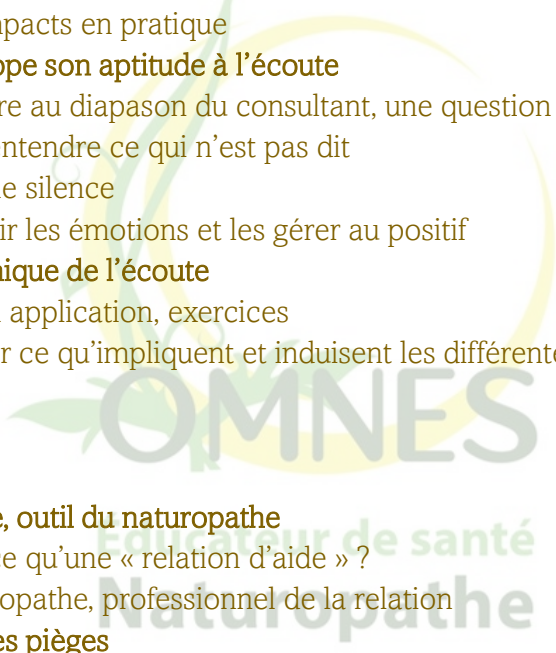 mpacts en pratique
ppe son aptitude à l’écoute
re au diapason du consultant, une question
entendre ce qui n’est pas dit
e silence
ir les émotions et les gérer au positif
nique de l’écoute
application, exercices
r ce qu’impliquent et induisent les différente
OMNES
e, outil du naturopathe
Éducateur de santé
ce qu’une « relation d’aide » ?
opathe, professionnel de la relation
Naturopathe
es pièges